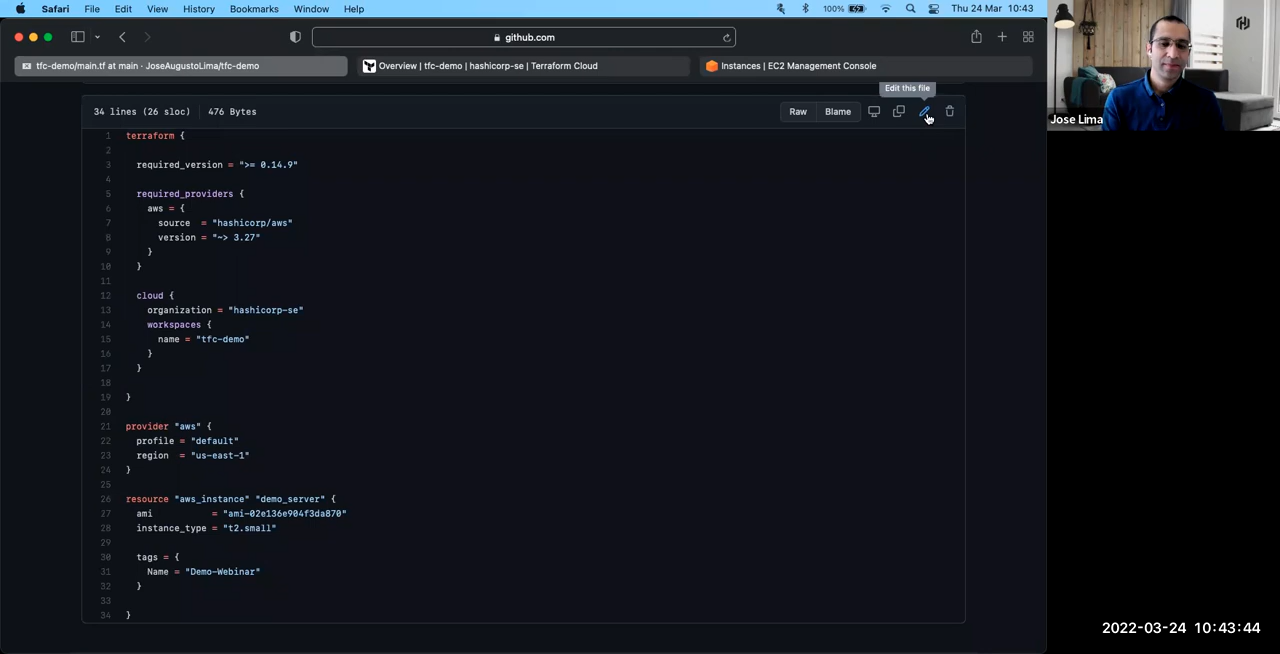 Safari File Edit View History Bookmarks Window Help 100% Thu 24 Mar 10:43
github.com
tfc-demo/main.tf at main · JoseAugustoLima/tfc-demo Overview | tfc-demo | hashicorp-se | Terraform Cloud Instances | EC2 Management Console
Edit this file
34 lines (26 sloc) 476 Bytes Raw Blame
Jose Lima
1 terraform {
2
3 required_version = ">= 0.14.9"
4
5 required_providers {
6 aws = {
7 source = "hashicorp/aws"
8 version = "~> 3.27"
9 }
10 }
11
12 cloud {
13 organization = "hashicorp-se"
14 workspaces {
15 name = "tfc-demo"
16 }
17 }
18
19 }
20
21 provider "aws" {
22 profile = "default"
23 region = "us-east-1"
24 }
25
26 resource "aws_instance" "demo_server" {
27 ami = "ami-02e136e904f3da870"
28 instance_type = "t2.small"
29
30 tags = {
31 Name = "Demo-Webinar"
32 }
33
34 }
2022-03-24 10:43:44